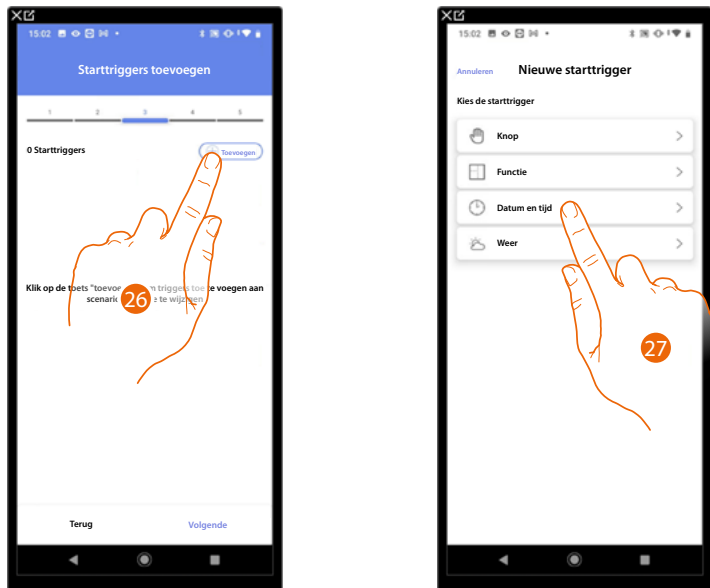 15:02
Starttriggers toevoegen
1 2 3 4 5
0 Starttriggers
Toevoegen
Klik op de toets "toevoe m triggers toe te voegen aan
scenari e te wijzigen
26
Terug Volgende
15:02
Annuleren Nieuwe starttrigger
Kies de starttrigger
Knop
Functie
Datum en tijd
Weer
27